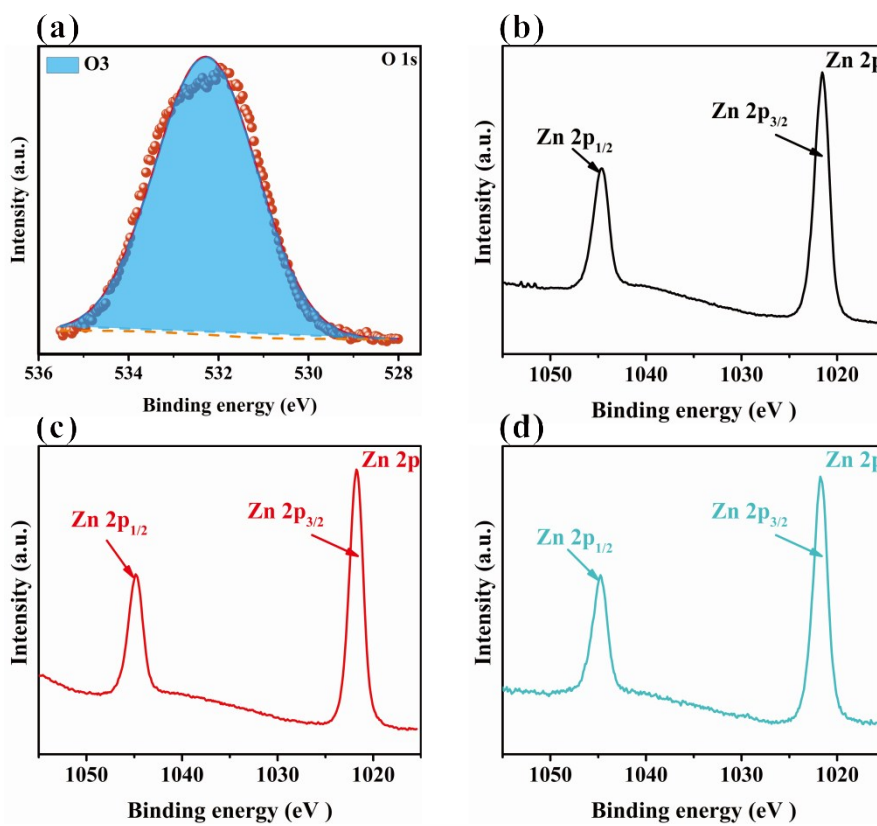 (a)
O3
O 1s
Intensity (a.u.)
536 534 532 530 528
Binding energy (eV)
(b)
Zn 2p
Zn 2p3/2
Zn 2p1/2
Intensity (a.u.)
1050 1040 1030 1020
Binding energy (eV )
(c)
Zn 2p
Zn 2p3/2
Zn 2p1/2
Intensity (a.u.)
1050 1040 1030 1020
Binding energy (eV )
(d)
Zn 2p
Zn 2p3/2
Zn 2p1/2
Intensity (a.u.)
1050 1040 1030 1020
Binding energy (eV )